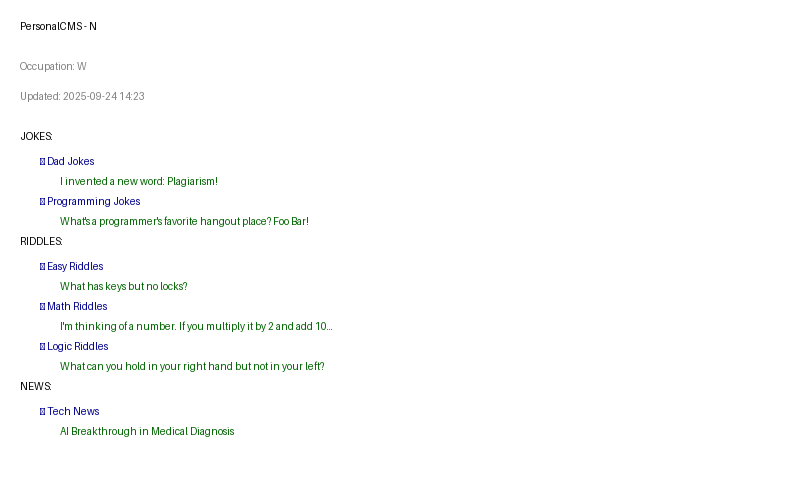 PersonalCMS - N
Occupation: W
Updated: 2025-09-24 14:23
JOKES:
Dad Jokes
I invented a new word: Plagiarism!
Programming Jokes
What's a programmer's favorite hangout place? Foo Bar!
RIDDLES:
Easy Riddles
What has keys but no locks?
Math Riddles
I'm thinking of a number. If you multiply it by 2 and add 10...
Logic Riddles
What can you hold in your right hand but not in your left?
NEWS:
Tech News
AI Breakthrough in Medical Diagnosis